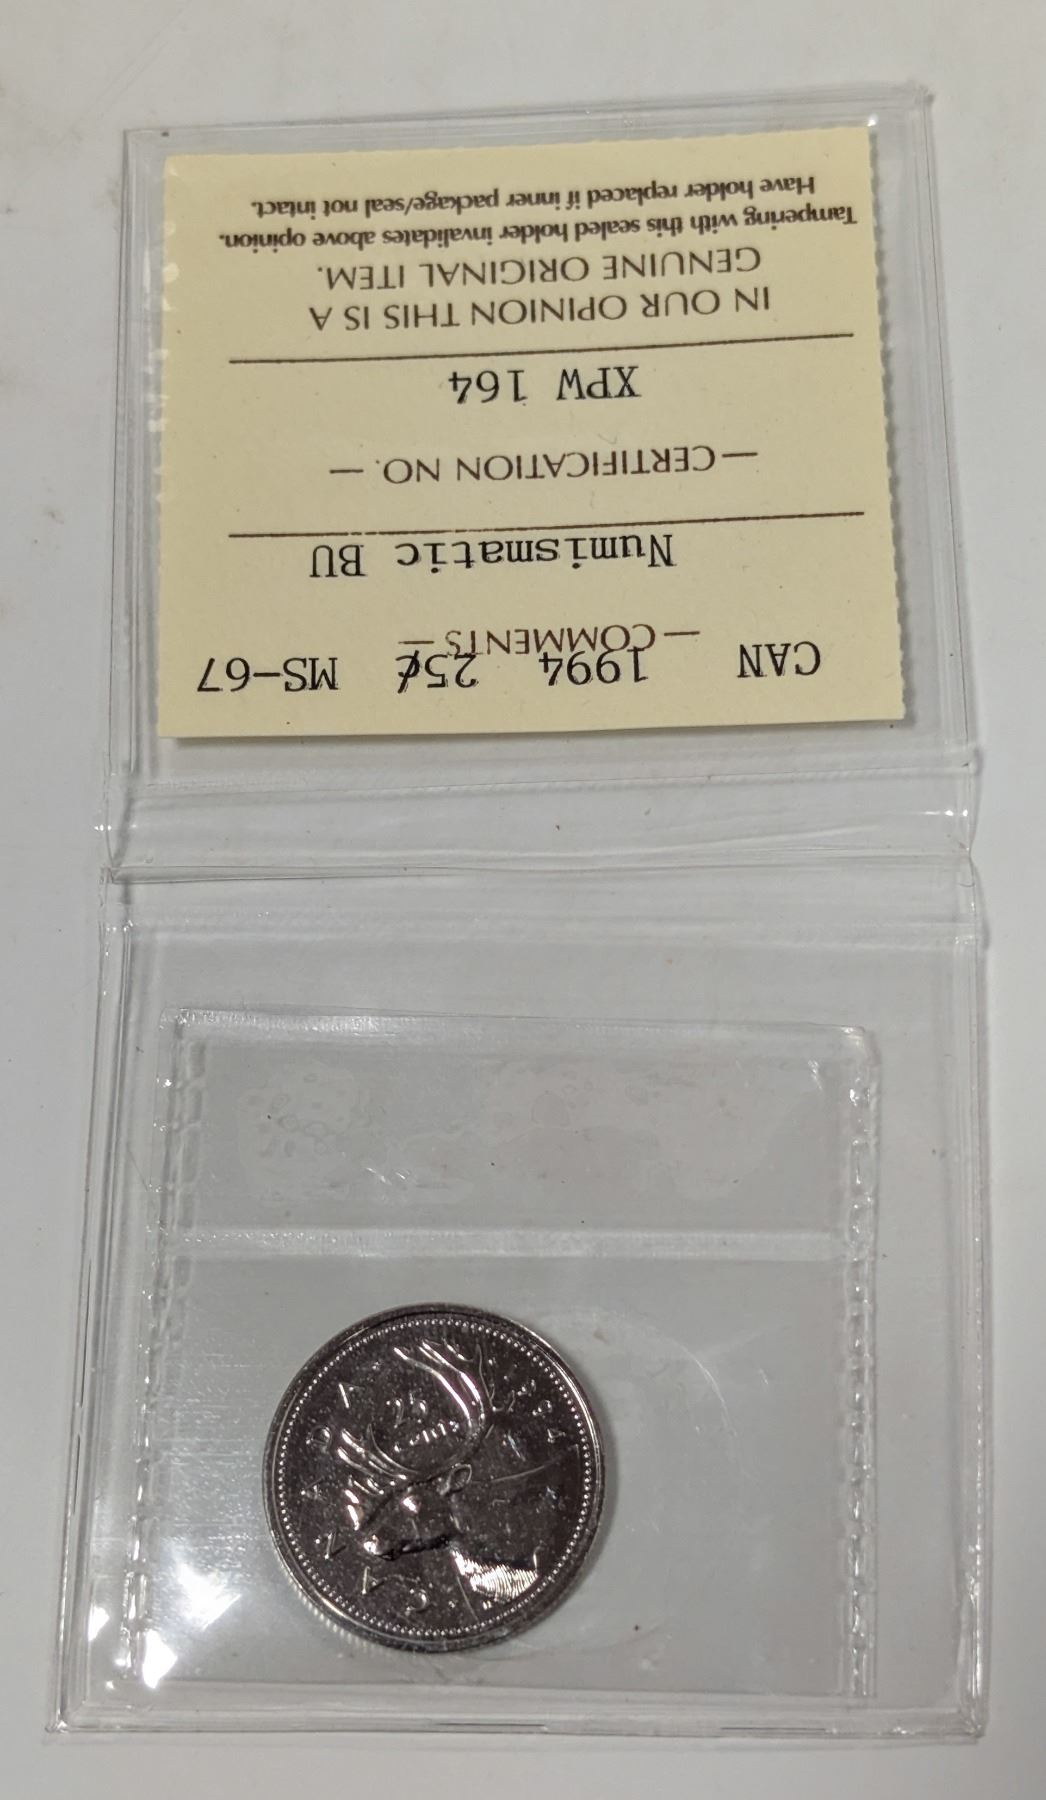 CAN 1994 25¢ MS-67
—COMMENTS—
Numismatic BU
—CERTIFICATION NO.—
XPW 164
IN OUR OPINION THIS IS A
GENUINE ORIGINAL ITEM.
Tampering with this sealed holder invalidates above opinion.
Have holder replaced if inner package/seal not intact.
CANADA
1994
25
cents